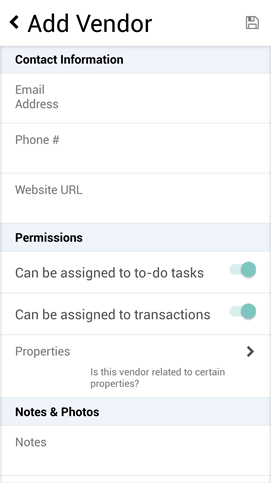 Add Vendor
Contact Information
Email
Address
Phone #
Website URL
Permissions
Can be assigned to to-do tasks
Can be assigned to transactions
Properties
Is this vendor related to certain
properties?
Notes & Photos
Notes